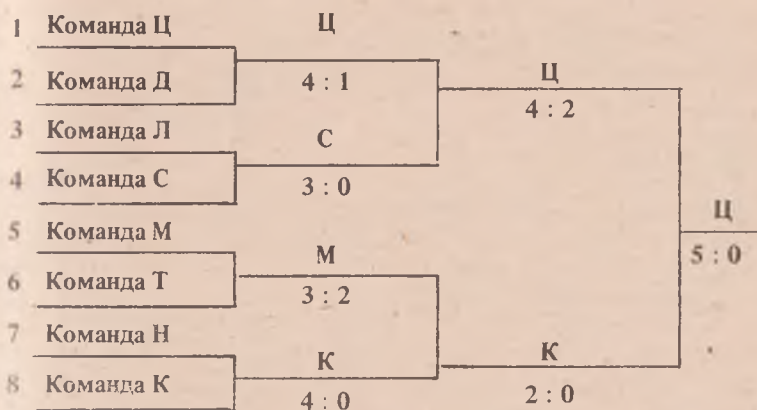 1 Команда Ц
Ц
2 Команда Д
4 : 1
Ц
4 : 2
3 Команда Л
С
4 Команда С
3 : 0
Ц
5 : 0
5 Команда М
М
6 Команда Т
3 : 2
7 Команда Н
К
К
8 Команда К
4 : 0
2 : 0